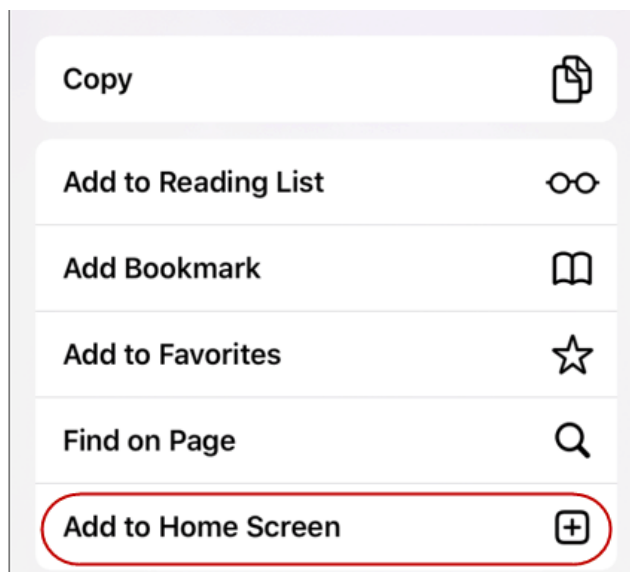 Copy
Add to Reading List
Add Bookmark
Add to Favorites
Find on Page
Add to Home Screen